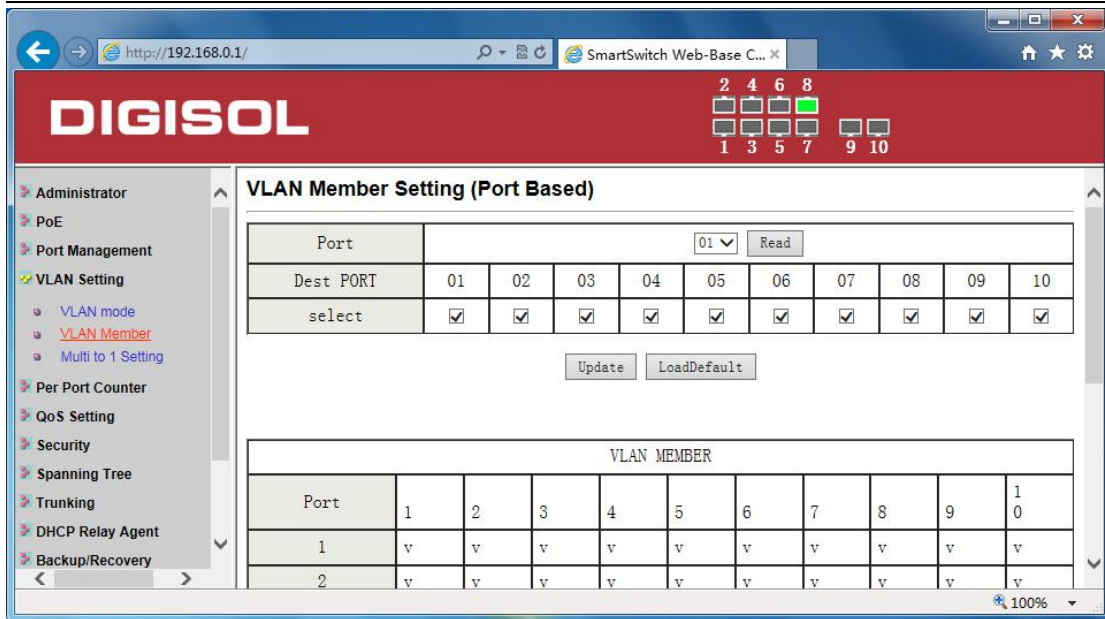 http://192.168.0.1/
SmartSwitch Web-Base C...
DIGISOL
2 4 6 8
1 3 5 7 9 10
Administrator
PoE
Port Management
VLAN Setting
VLAN mode
VLAN Member
Multi to 1 Setting
Per Port Counter
QoS Setting
Security
Spanning Tree
Trunking
DHCP Relay Agent
Backup/Recovery
VLAN Member Setting (Port Based)
Port 01 Read
Dest PORT 01 02 03 04 05 06 07 08 09 10
select
Update LoadDefault
VLAN MEMBER
Port 1 2 3 4 5 6 7 8 9 10
1 v v v v v v v v v v
2 v v v v v v v v v v
100%